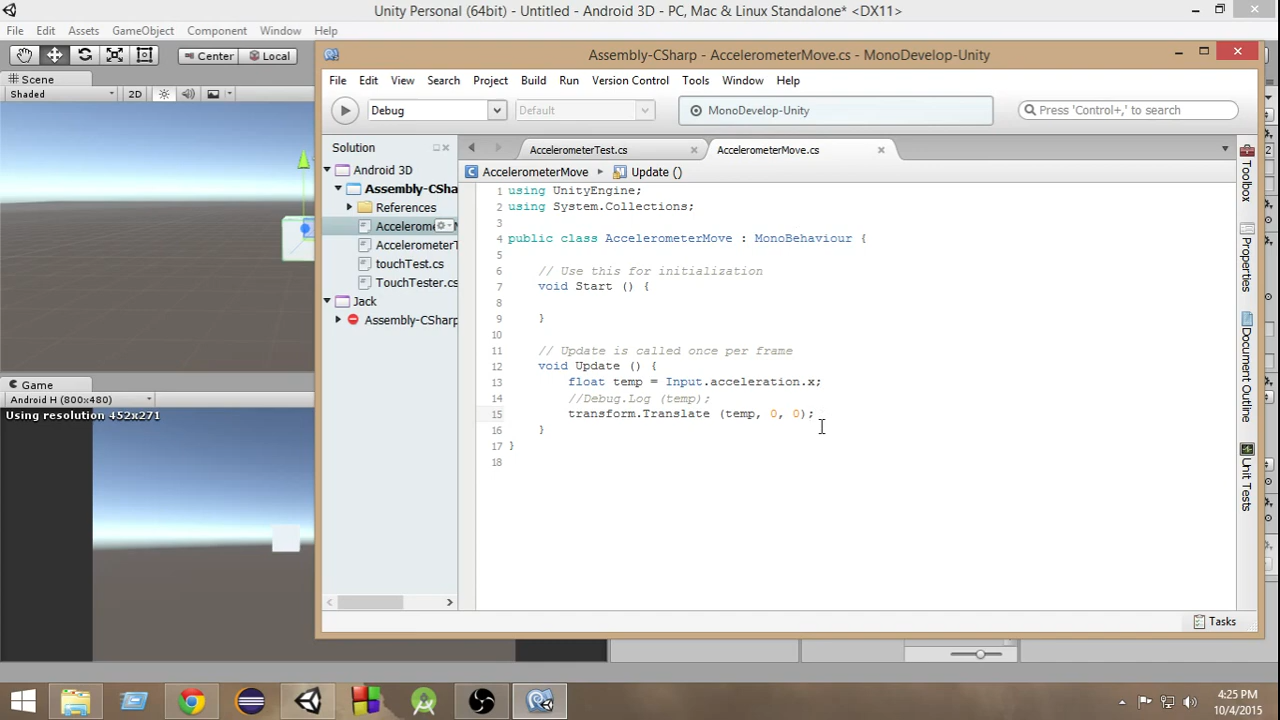 Unity Personal (64bit) - Untitled - Android 3D - PC, Mac & Linux Standalone* <DX11>
File Edit Assets GameObject Component Window Help
Center Local
Scene
Shaded 2D
Assembly-CSharp - AccelerometerMove.cs - MonoDevelop-Unity
File Edit View Search Project Build Run Version Control Tools Window Help
Debug Default MonoDevelop-Unity Press 'Control+,' to search
Solution
Android 3D
Assembly-CSha
References
Accelerome
AccelerometerT
touchTest.cs
TouchTester.cs
Jack
Assembly-CSharp
AccelerometerTest.cs AccelerometerMove.cs
AccelerometerMove Update ()
1 using UnityEngine;
2 using System.Collections;
3
4 public class AccelerometerMove : MonoBehaviour {
5
6 // Use this for initialization
7 void Start () {
8
9 }
10
11 // Update is called once per frame
12 void Update () {
13 float temp = Input.acceleration.x;
14 //Debug.Log (temp);
15 transform.Translate (temp, 0, 0);
16 }
17 }
18
Toolbox
Properties
Document Outline
Unit Tests
Tasks
Game
Android H (800x480)
Using resolution 452x271
4:25 PM
10/4/2015